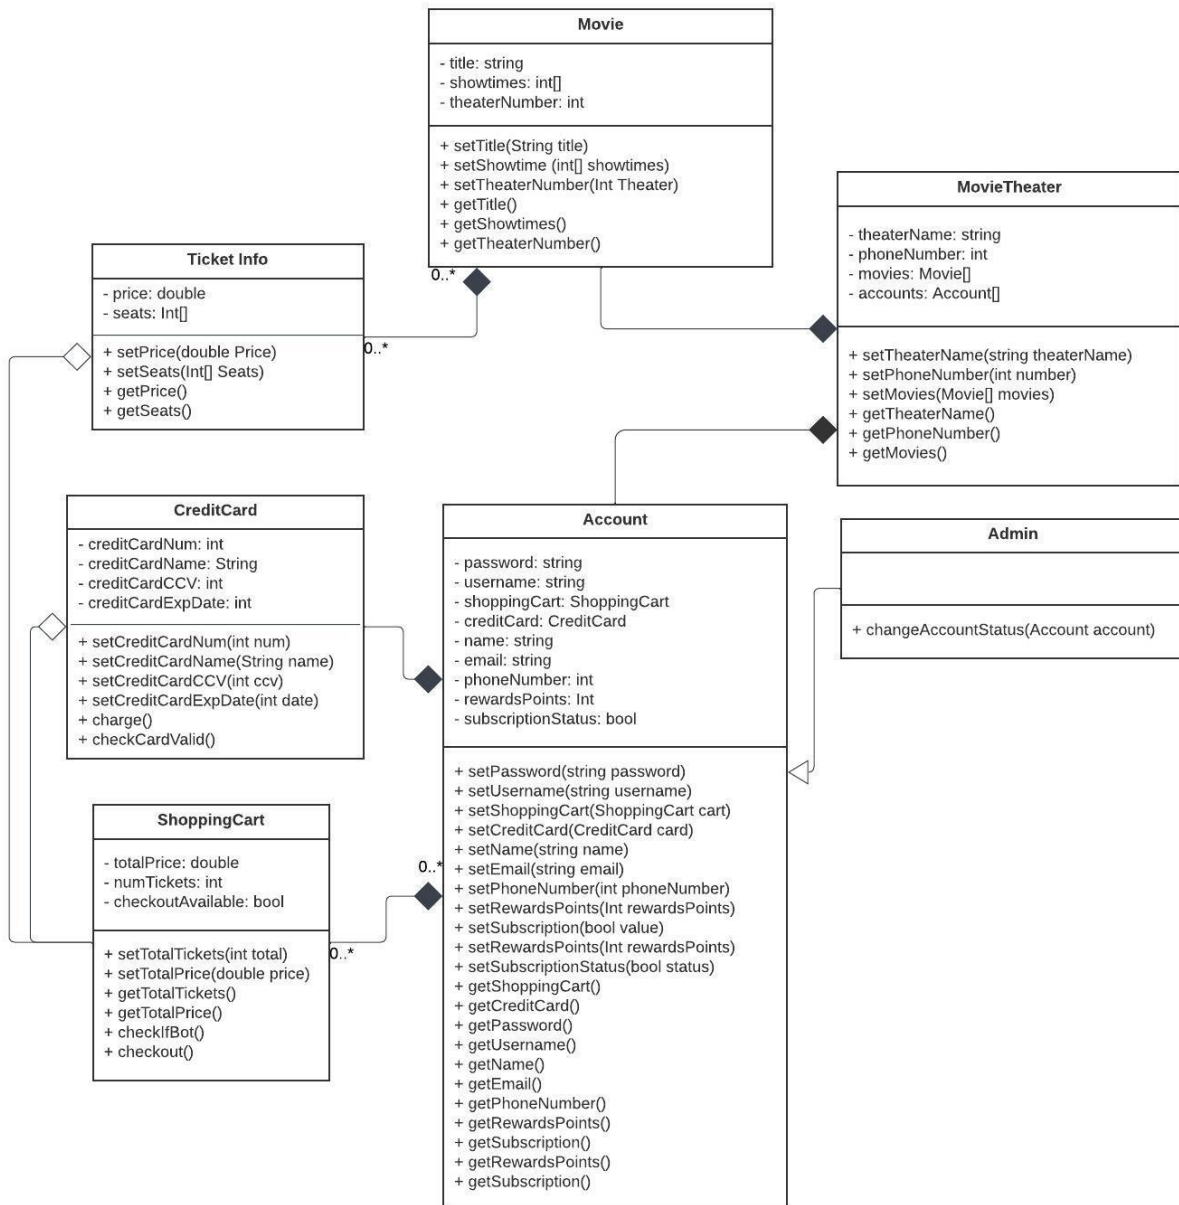 Movie
- title: string
- showtimes: int[]
- theaterNumber: int
+ setTitle(String title)
+ setShowtime (int[] showtimes)
+ setTheaterNumber(Int Theater)
+ getTitle()
+ getShowtimes()
+ getTheaterNumber()
0..*
MovieTheater
- theaterName: string
- phoneNumber: int
- movies: Movie[]
- accounts: Account[]
+ setTheaterName(string theaterName)
+ setPhoneNumber(int number)
+ setMovies(Movie[] movies)
+ getTheaterName()
+ getPhoneNumber()
+ getMovies()
Ticket Info
- price: double
- seats: Int[]
+ setPrice(double Price)
+ setSeats(Int[] Seats)
+ getPrice()
+ getSeats()
0..*
CreditCard
- creditCardNum: int
- creditCardName: String
- creditCardCCV: int
- creditCardExpDate: int
+ setCreditCardNum(int num)
+ setCreditCardName(String name)
+ setCreditCardCCV(int ccv)
+ setCreditCardExpDate(int date)
+ charge()
+ checkCardValid()
Account
- password: string
- username: string
- shoppingCart: ShoppingCart
- creditCard: CreditCard
- name: string
- email: string
- phoneNumber: int
- rewardsPoints: Int
- subscriptionStatus: bool
+ setPassword(string password)
+ setUsername(string username)
+ setShoppingCart(ShoppingCart cart)
+ setCreditCard(CreditCard card)
+ setName(string name)
+ setEmail(string email)
+ setPhoneNumber(int phoneNumber)
+ setRewardsPoints(Int rewardsPoints)
+ setSubscription(bool value)
+ setRewardsPoints(Int rewardsPoints)
+ setSubscriptionStatus(bool status)
+ getShoppingCart()
+ getCreditCard()
+ getPassword()
+ getUsername()
+ getName()
+ getEmail()
+ getPhoneNumber()
+ getRewardsPoints()
+ getSubscription()
+ getRewardsPoints()
+ getSubscription()
0..*
Admin
+ changeAccountStatus(Account account)
ShoppingCart
- totalPrice: double
- numTickets: int
- checkoutAvailable: bool
+ setTotalTickets(int total)
+ setTotalPrice(double price)
+ getTotalTickets()
+ getTotalPrice()
+ checkIfBot()
+ checkout()
0..*